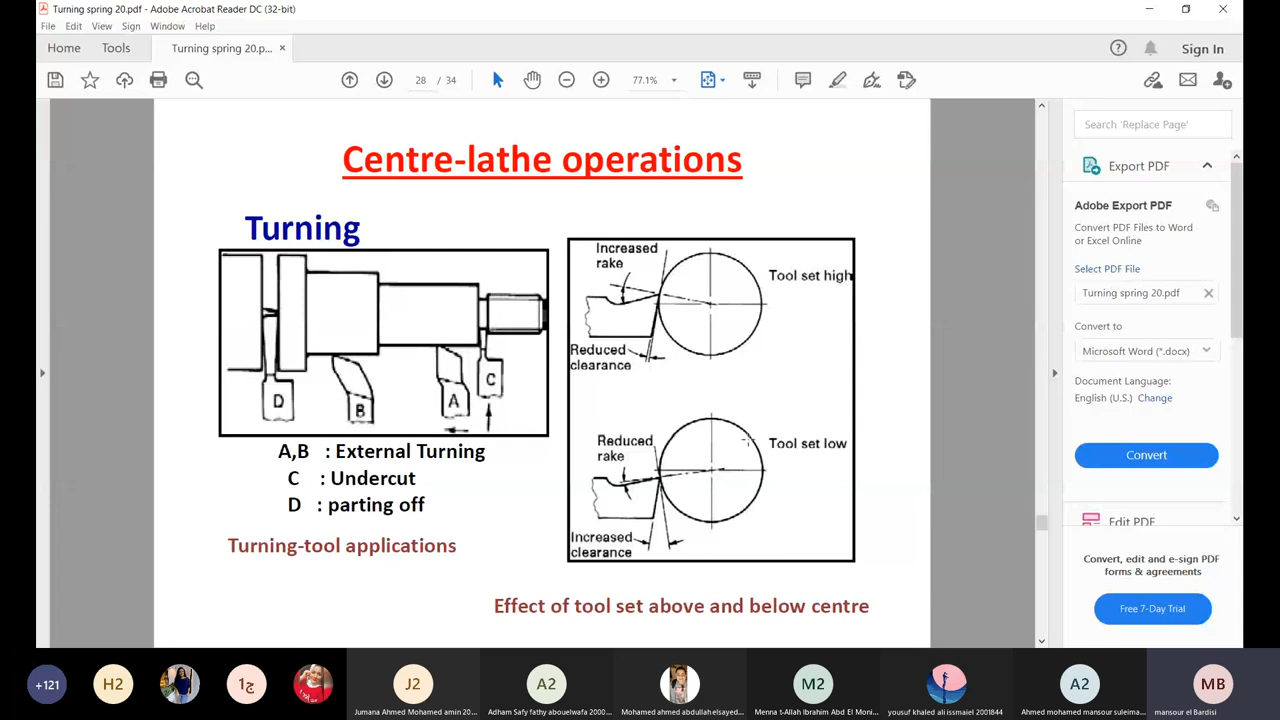 Turning spring 20.pdf - Adobe Acrobat Reader DC (32-bit)
File Edit View Sign Window Help
Home Tools Turning spring 20.p... × Sign In
28 / 34 77.1%
Centre-lathe operations
Turning
D B A C
A,B : External Turning
C : Undercut
D : parting off
Turning-tool applications
Increased
rake
Tool set high
Reduced
clearance
Reduced
rake
Tool set low
Increased
clearance
Effect of tool set above and below centre
Search 'Replace Page'
Export PDF
Adobe Export PDF
Convert PDF Files to Word
or Excel Online
Select PDF File
Turning spring 20.pdf
Convert to
Microsoft Word (*.docx)
Document Language:
English (U.S.) Change
Convert
Edit PDF
Convert, edit and e-sign PDF
forms & agreements
Free 7-Day Trial
+121 H2 ج1 J2 A2 M2 A2 MB
Jumana Ahmed Mohamed amin 20... Adham Safy fathy abouelwafa 2000... Mohamed ahmed abdullah elsayed... Menna t-Allah Ibrahim Abd El Moni... yousuf khaled ali issmaiel 2001844 Ahmed mohamed mansour suleima... mansour el Bardisi